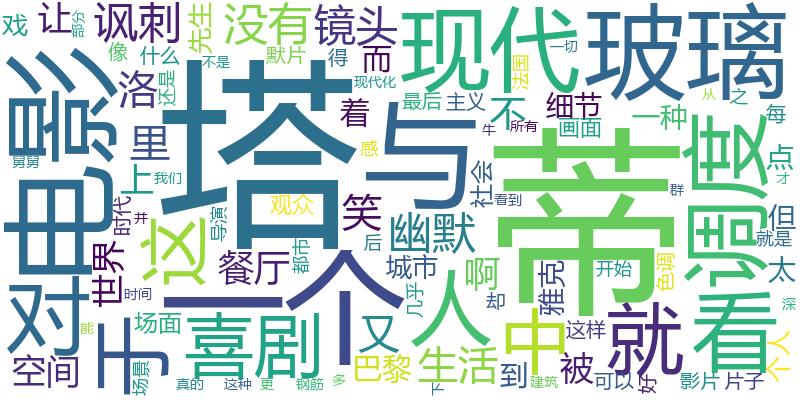 戏
让
部分
讽刺
先生
没有
镜头
现代
玻璃
像
什么
默片
得
而
现代化
法国
一切
不是
还是
电影
洛
塔
与
着
最后
主义
不
细节
从
之
每
里
画面
一种
调度
舅舅
上
我们
感
牛
所有
蒂
点
才
对
时代
并
这
导演
观众
笑
幽默
社会
看到
群
但
就是
世界
餐厅
都市
后
城市
啊
雅克
开始
色调
太
时间
一个
几乎
却
深
于
能
场面
喜剧
又
人
中
这样
就
看
个人
空间
场景
真的
这种
更
钢筋
多
巴黎
生活
下
到
建筑
被
可以
好
影片
片子